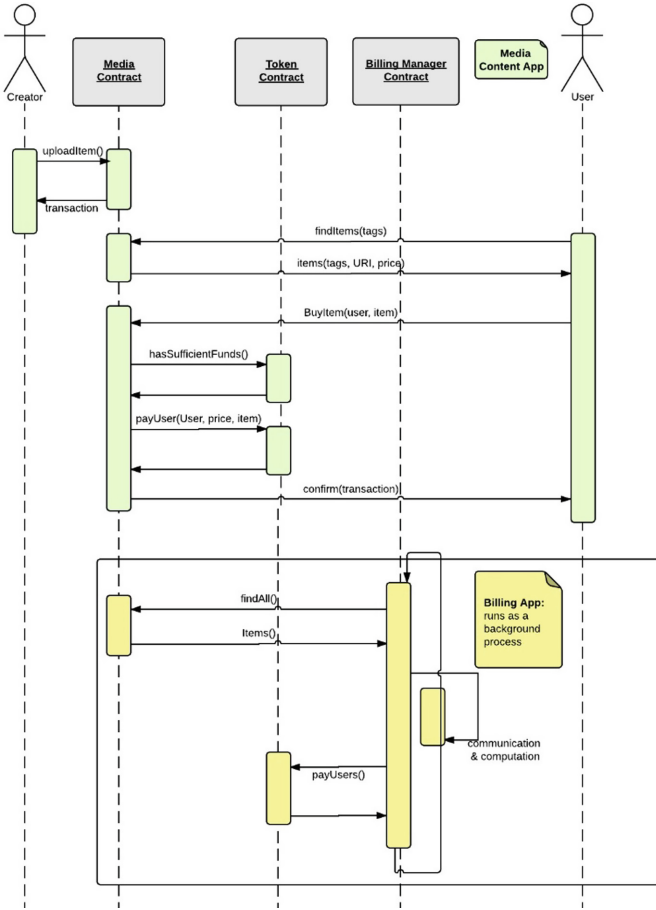 Media
Contract
Token
Contract
Billing Manager
Contract
Media
Content App
Creator
User
uploadItem()
transaction
findItems(tags)
items(tags, URI, price)
BuyItem(user, item)
hasSufficientFunds()
payUser(User, price, item)
confirm(transaction)
findAll()
Items()
Billing App:
runs as a
background
process
communication
& computation
payUsers()